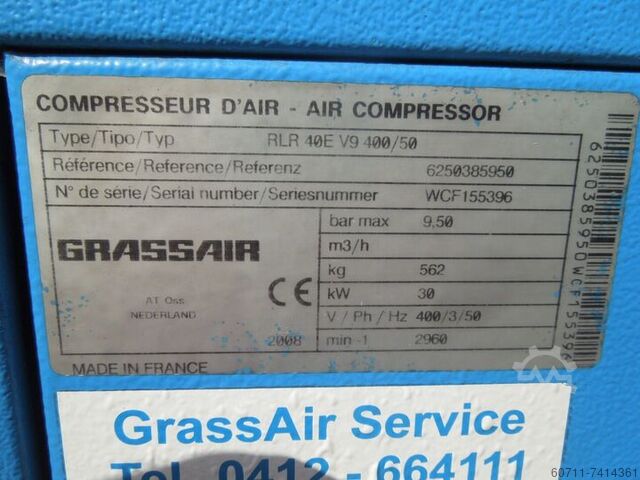 COMPRESSEUR D'AIR - AIR COMPRESSOR
Type/Tipo/Typ RLR 40E V9 400/50
Référence/Reference/Referenz 6250385950
N° de série/Serial number/Seriesnummer WCF155396
GRASSAIR
AT Oss
NEDERLAND
CE
2008
bar max 9,50
m3/h
kg 562
kW 30
V / Ph / Hz 400/3/50
min -1 2960
MADE IN FRANCE
6250385950WCF155396
GrassAir Service
Tel. 0412 - 664111
60711-7414361